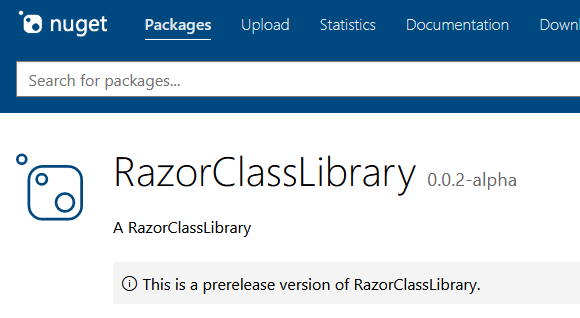 nuget Packages Upload Statistics Documentation Downl
Search for packages...
RazorClassLibrary 0.0.2-alpha
A RazorClassLibrary
This is a prerelease version of RazorClassLibrary.